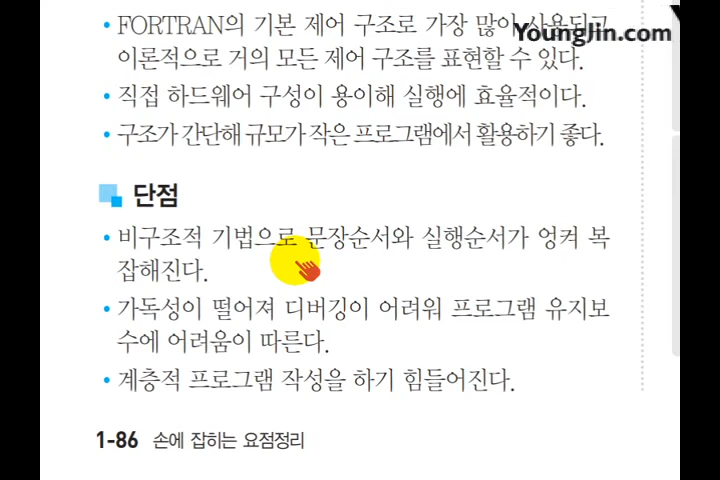 • FORTRAN의 기본 제어 구조로 가장 많이 사용되고
YoungJin.com
이론적으로 거의 모든 제어 구조를 표현할 수 있다.
• 직접 하드웨어 구성이 용이해 실행에 효율적이다.
• 구조가 간단해 규모가 작은 프로그램에서 활용하기 좋다.
단점
• 비구조적 기법으로 문장순서와 실행순서가 엉켜 복
잡해진다.
• 가독성이 떨어져 디버깅이 어려워 프로그램 유지보
수에 어려움이 따른다.
• 계층적 프로그램 작성을 하기 힘들어진다.
1-86 손에 잡히는 요점정리